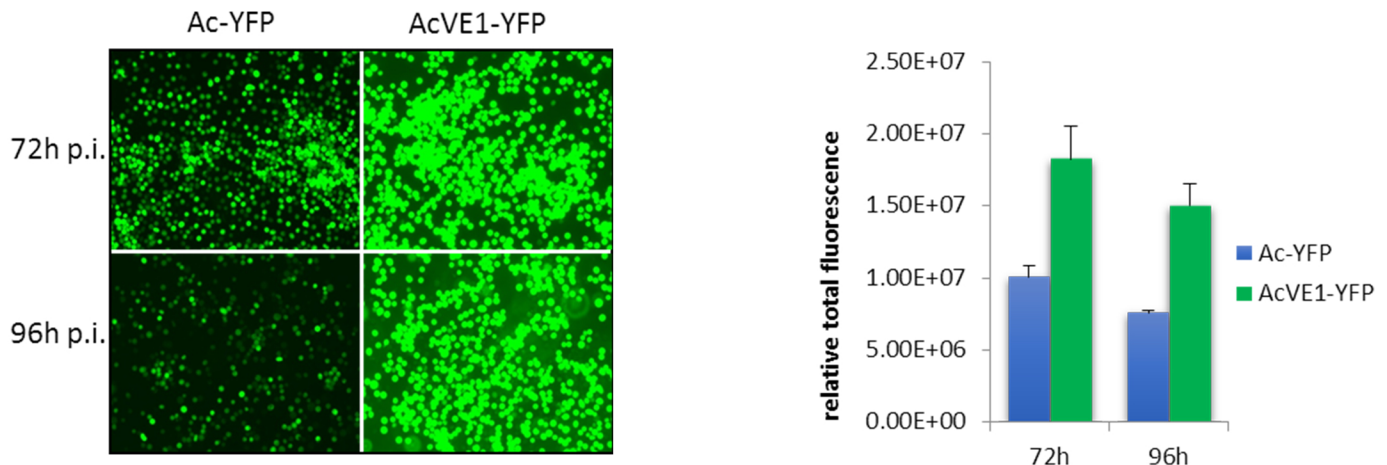 Ac-YFP AcVE1-YFP
72h p.i.
96h p.i.
relative total fluorescence
2.50E+07
2.00E+07
1.50E+07
1.00E+07
5.00E+06
0.00E+00
72h 96h
Ac-YFP
AcVE1-YFP